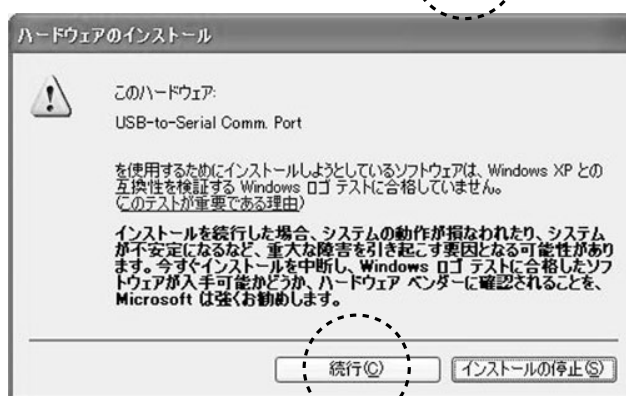 ハードウェアのインストール
このハードウェア:
USB-to-Serial Comm. Port
を使用するためにインストールしようとしているソフトウェアは、Windows XP との
互換性を検証する Windows ロゴ テストに合格していません。
(このテストが重要である理由)
インストールを続行した場合、システムの動作が損なわれたり、システム
が不安定になるなど、重大な障害を引き起こす要因となる可能性があり
ます。今すぐインストールを中断し、Windows ロゴ テストに合格したソフ
トウェアが入手可能かどうか、ハードウェア ベンダーに確認されることを、
Microsoft は強くお勧めします。
続行(C) インストールの停止(S)